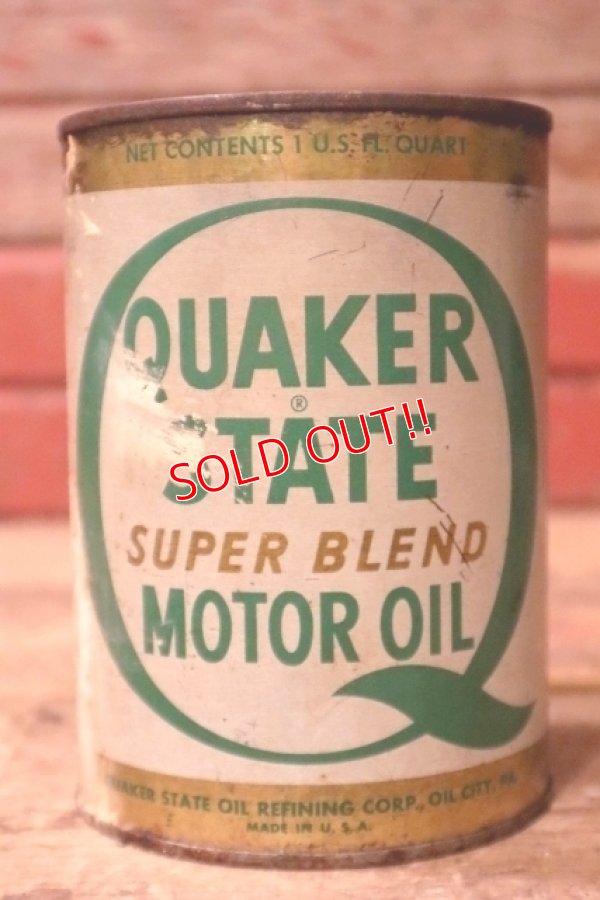 NET CONTENTS 1 U.S. FL. QUART
QUAKER
®
STATE
SOLD OUT!!
SUPER BLEND
MOTOR OIL
QUAKER STATE OIL REFINING CORP., OIL CITY, PA.
MADE IN U.S.A.